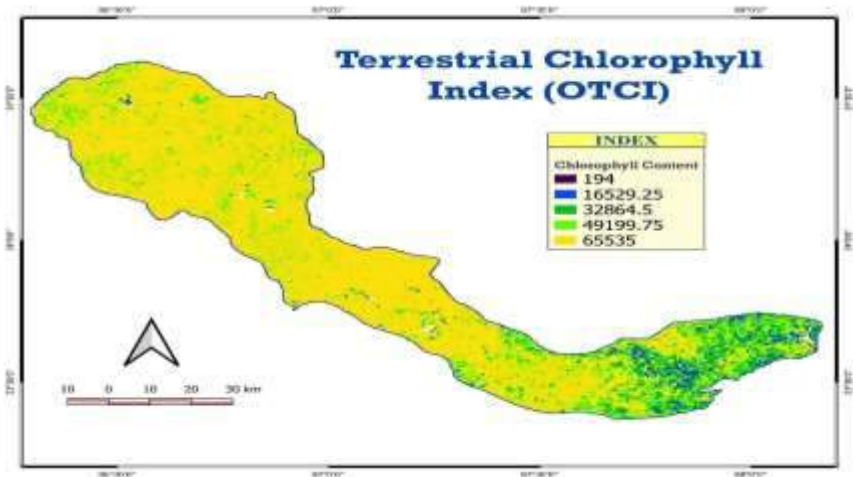 Terrestrial Chlorophyll
Index (OTCI)
INDEX
Chlorophyll Content
194
16529.25
32864.5
49199.75
65535
10 0 10 20 30 km